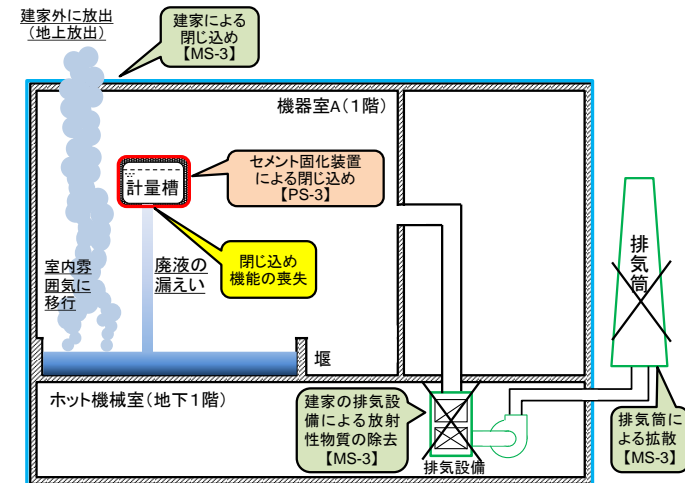 建家外に放出
(地上放出)
建家による
閉じ込め
【MS-3】
機器室A(1階)
計量槽
セメント固化装置
による閉じ込め
【PS-3】
閉じ込め
機能の喪失
室内雰
囲気に
移行
廃液の
漏えい
堰
排気筒
ホット機械室(地下1階)
建家の排気設
備による放射
性物質の除去
【MS-3】
排気設備
排気筒に
よる拡散
【MS-3】